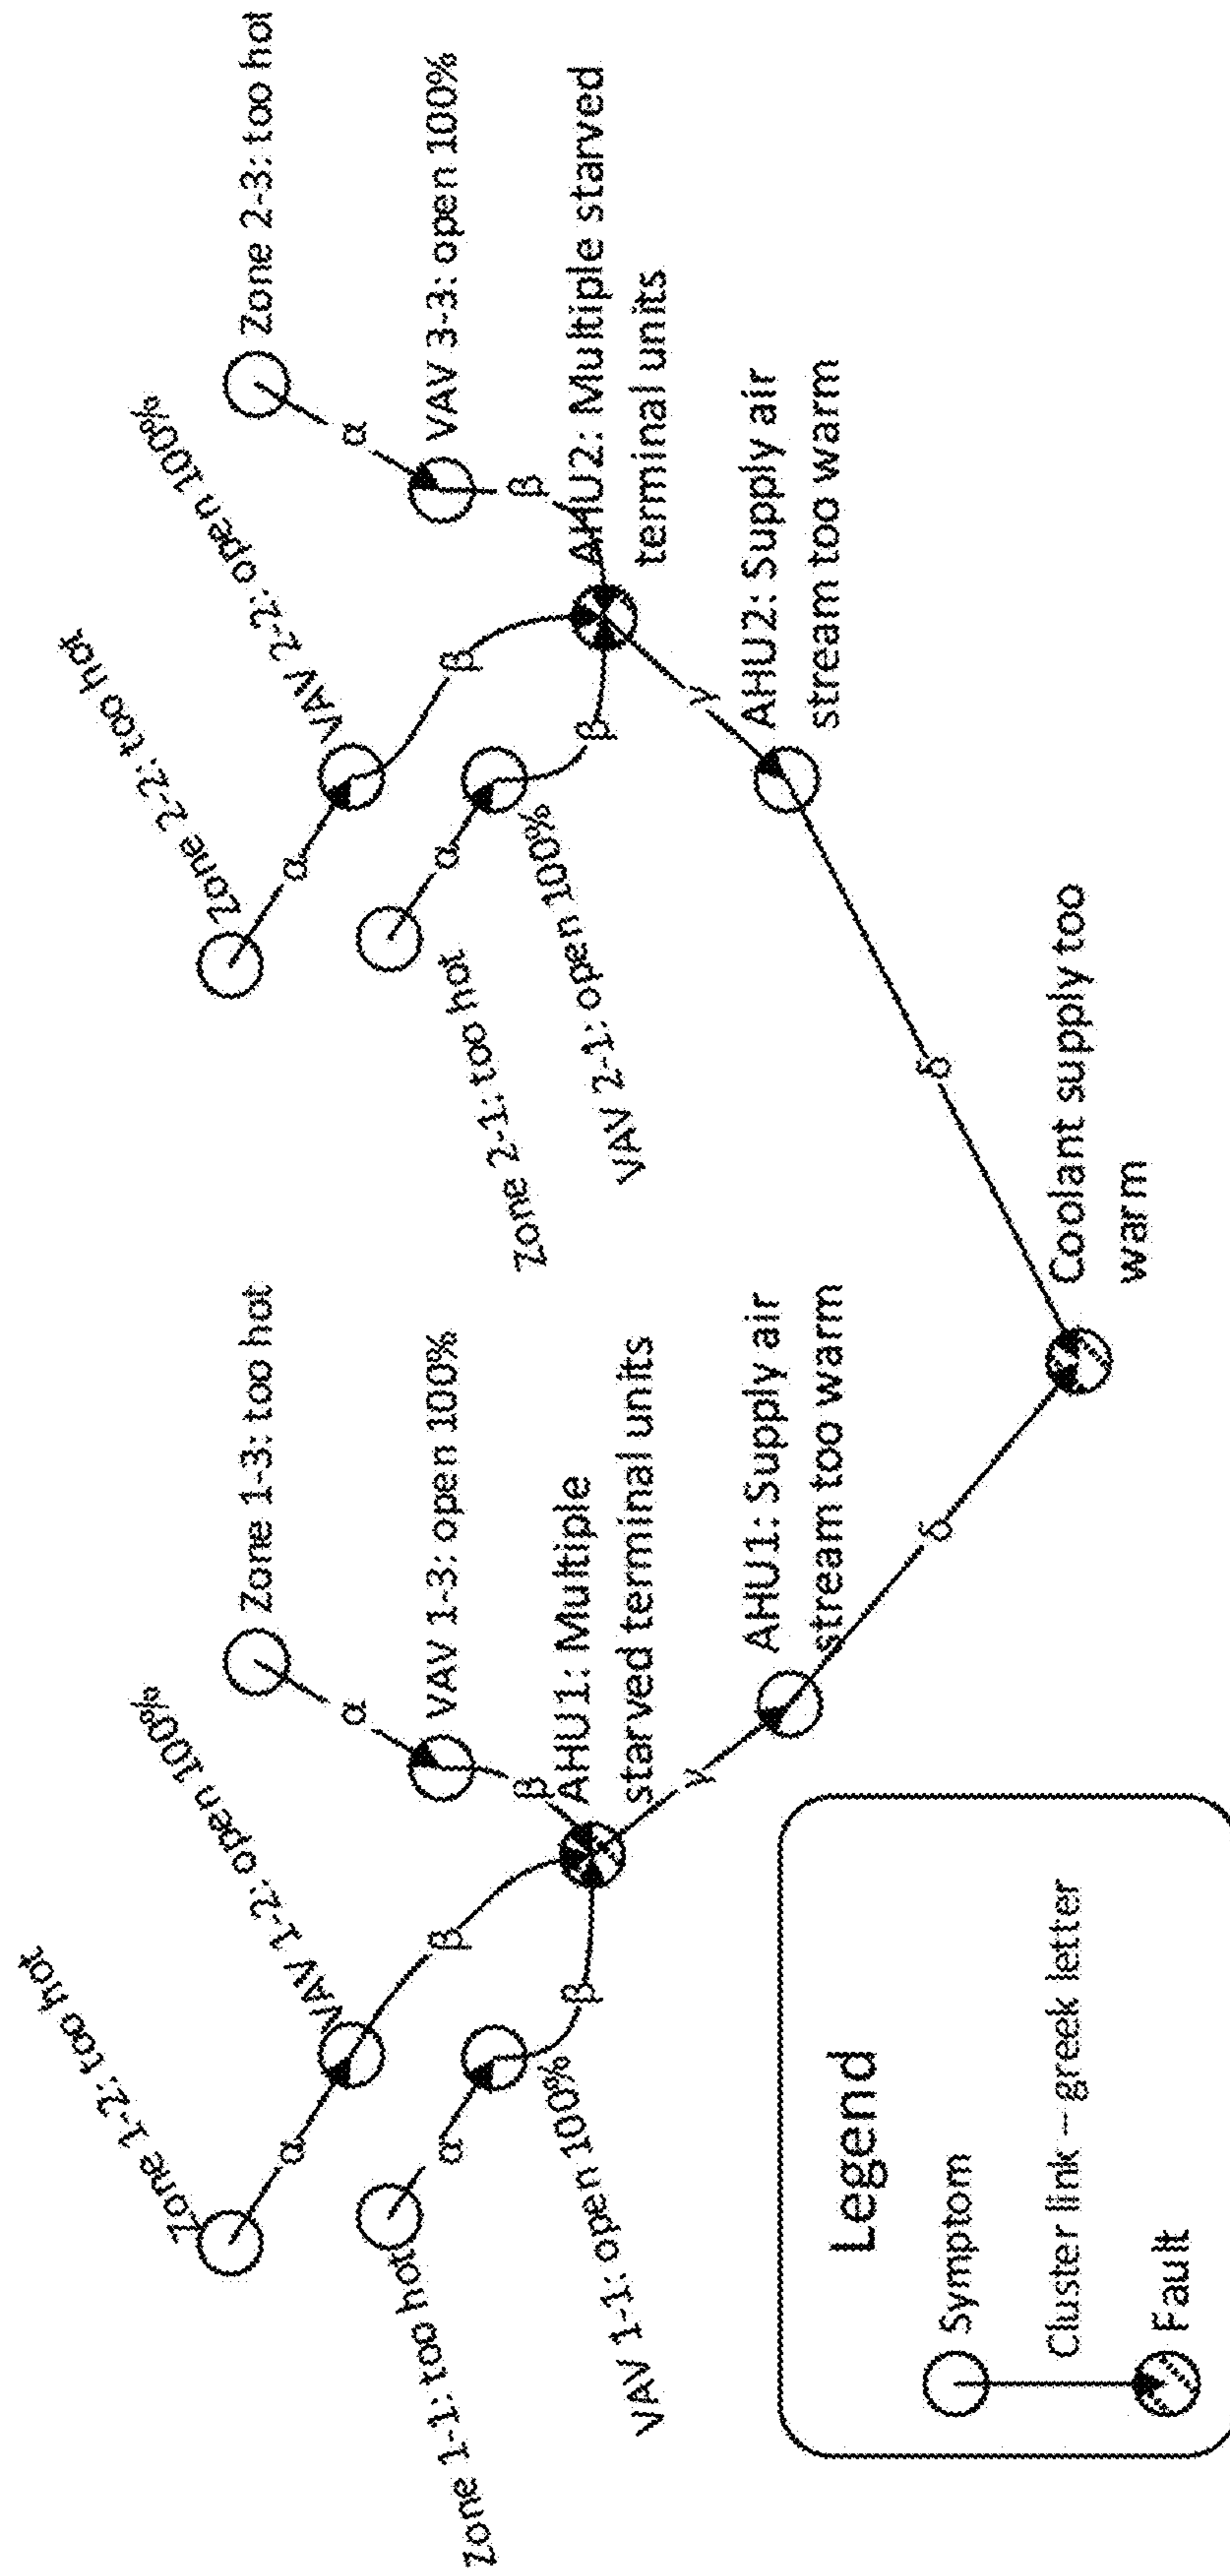 Zone 1-2: too hot
VAV 1-2: open 100%
Zone 1-3: too hot
α
α
VAV 1-3: open 100%
Zone 1-1: too hot
α
β
β
VAV 1-1: open 100%
β
AHU1: Multiple
starved terminal units
γ
AHU1: Supply air
stream too warm
δ
Zone 2-2: too hot
VAV 2-2: open 100%
Zone 2-3: too hot
α
α
VAV 3-3: open 100%
Zone 2-1: too hot
α
β
β
VAV 2-1: open 100%
β
AHU2: Multiple starved
terminal units
γ
AHU2: Supply air
stream too warm
δ
Coolant supply too
warm
Legend
Symptom
Cluster link – greek letter
Fault